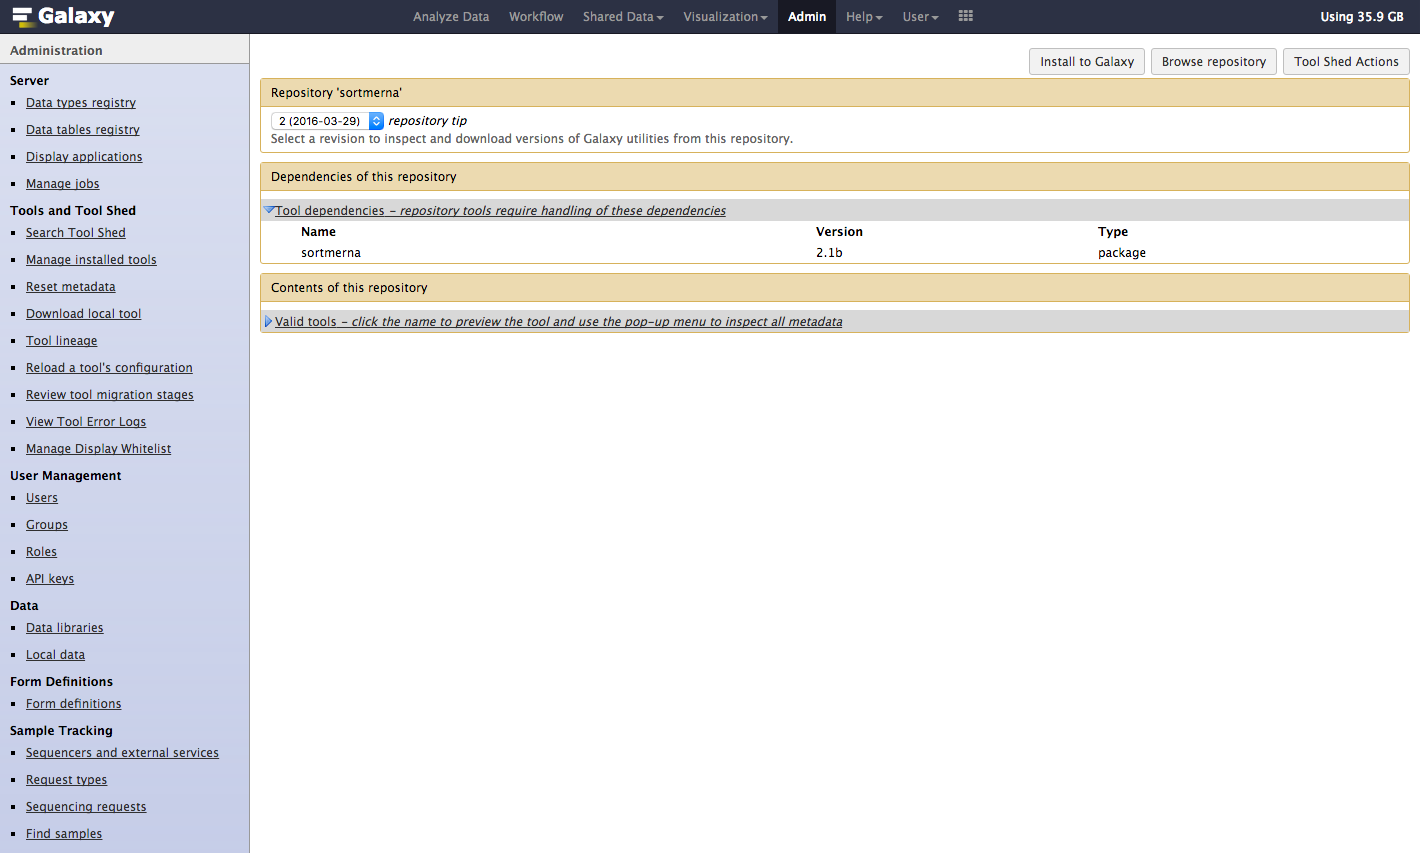 Galaxy
Analyze Data Workflow Shared Data Visualization Admin Help User
Using 35.9 GB
Administration
Server
Data types registry
Data tables registry
Display applications
Manage jobs
Tools and Tool Shed
Search Tool Shed
Manage installed tools
Reset metadata
Download local tool
Tool lineage
Reload a tool's configuration
Review tool migration stages
View Tool Error Logs
Manage Display Whitelist
User Management
Users
Groups
Roles
API keys
Data
Data libraries
Local data
Form Definitions
Form definitions
Sample Tracking
Sequencers and external services
Request types
Sequencing requests
Find samples
Install to Galaxy Browse repository Tool Shed Actions
Repository 'sortmerna'
2 (2016-03-29) repository tip
Select a revision to inspect and download versions of Galaxy utilities from this repository.
Dependencies of this repository
Tool dependencies – repository tools require handling of these dependencies
Name Version Type
sortmerna 2.1b package
Contents of this repository
Valid tools – click the name to preview the tool and use the pop-up menu to inspect all metadata